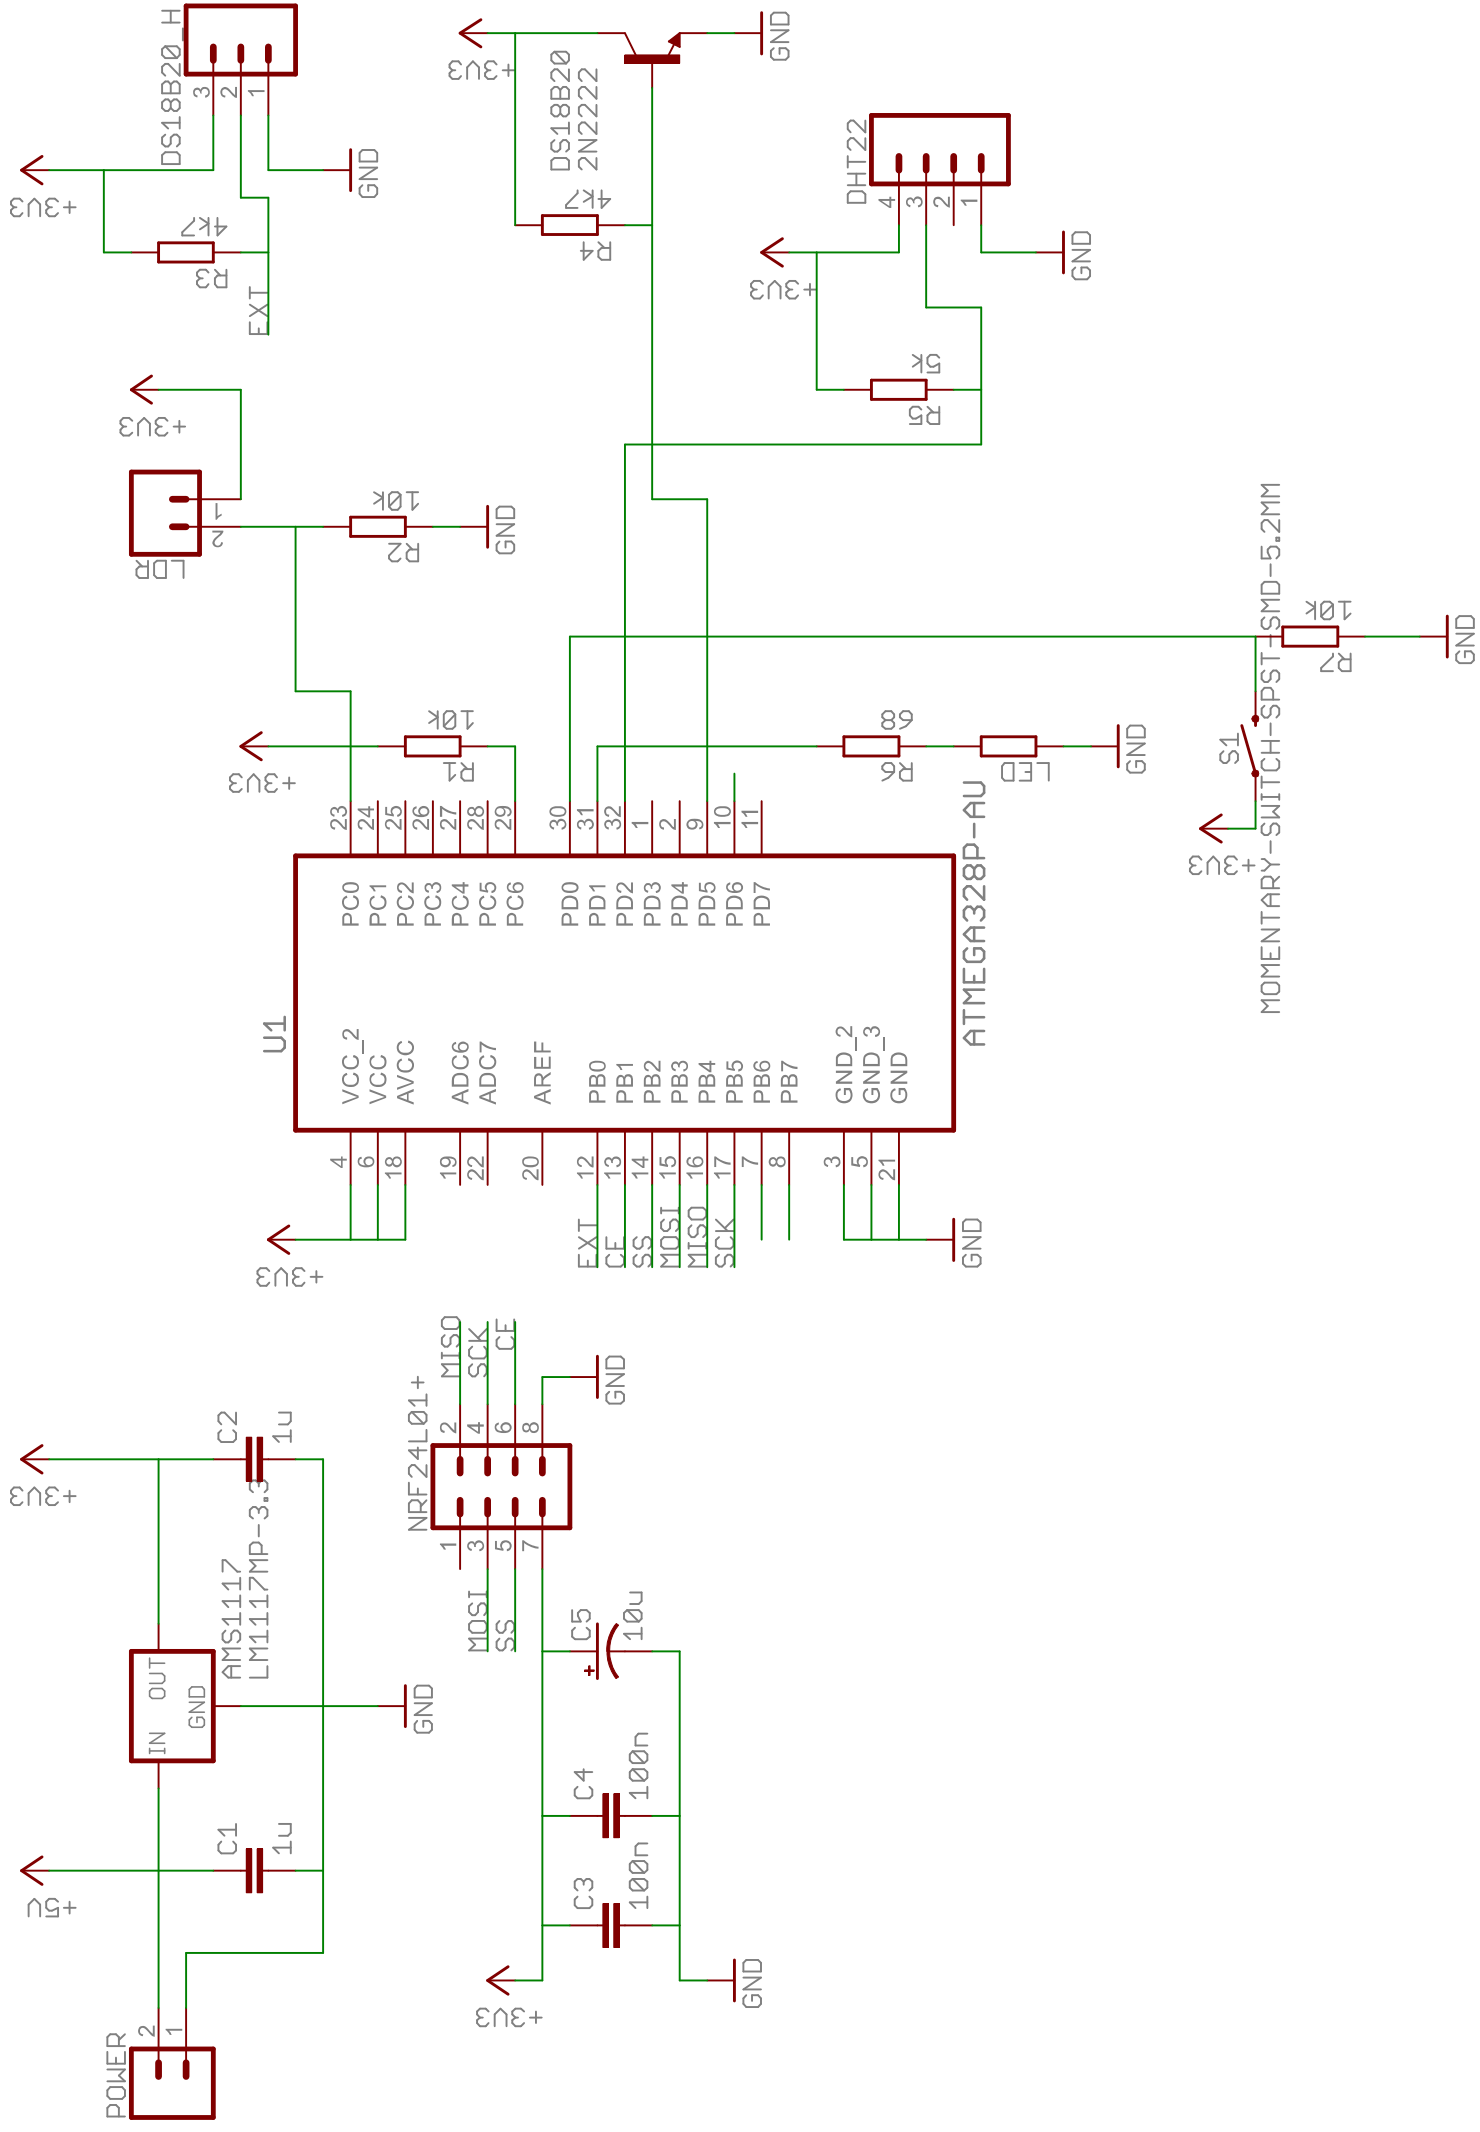 POWER
2
1
+5V
C1
1u
IN
OUT
GND
AMS1117
LM1117MP-3.3
GND
+3V3
C2
1u
+3V3
C3
100n
C4
100n
C5
10u
+
GND
NRF24L01+
1
3
5
7
2
4
6
8
MOSI
SS
MISO
SCK
CE
GND
+3V3
U1
ATMEGA328P-AU
4 VCC_2
6 VCC
18 AVCC
19 ADC6
22 ADC7
20 AREF
EXT 12 PB0
CE 13 PB1
SS 14 PB2
MOSI 15 PB3
MISO 16 PB4
SCK 17 PB5
7 PB6
8 PB7
3 GND_2
5 GND_3
21 GND
GND
PC0 23
PC1 24
PC2 25
PC3 26
PC4 27
PC5 28
PC6 29
PD0 30
PD1 31
PD2 32
PD3 1
PD4 2
PD5 9
PD6 10
PD7 11
+3V3
R1
10k
LDR
2
1
+3V3
R2
10k
GND
DS18B20_H
3
2
1
+3V3
R3
4k7
EXT
GND
DS18B20
2N2222
+3V3
R4
4k7
GND
DHT22
4
3
2
1
+3V3
R5
5k
GND
R6
68
LED
GND
S1
MOMENTARY-SWITCH-SPST-SMD-5.2MM
+3V3
R7
10k
GND